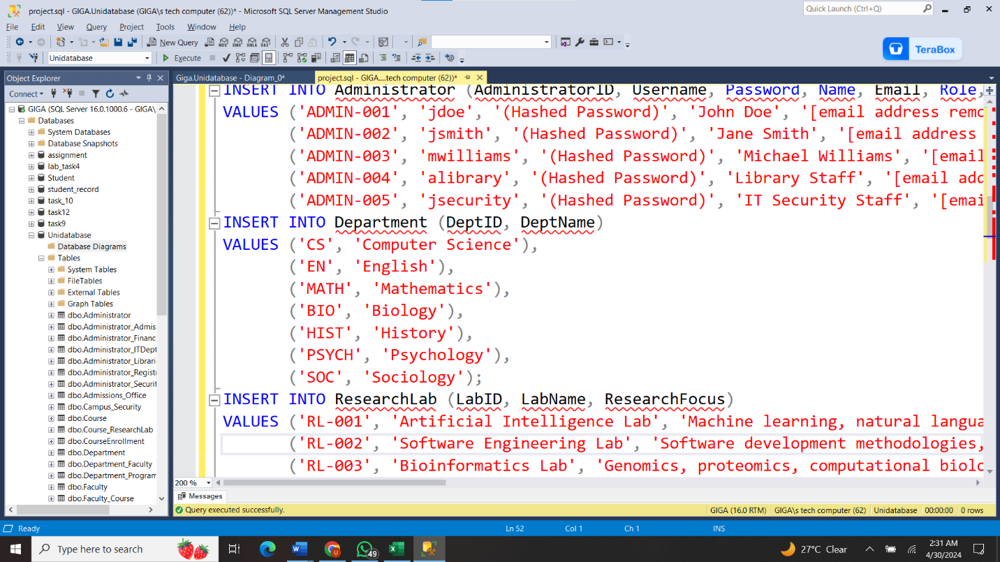 project.sql - GIGA.Unidatabase (GIGA\s tech computer (62))* - Microsoft SQL Server Management Studio
Quick Launch (Ctrl+Q)
File Edit View Query Project Tools Window Help
New Query
Unidatabase
Execute
TeraBox
Object Explorer
Giga.Unidatabase - Diagram_0*
project.sql - GIGA....tech computer (62))*
Connect
GIGA (SQL Server 16.0.1000.6 - GIGA\
Databases
System Databases
Database Snapshots
assignment
lab_task4
Student
student_record
task_10
task12
task9
Unidatabase
Database Diagrams
Tables
System Tables
FileTables
External Tables
Graph Tables
dbo.Administrator
dbo.Administrator_Admis
dbo.Administrator_Financ
dbo.Administrator_ITDept
dbo.Administrator_Librari
dbo.Administrator_Registr
dbo.Administrator_Securit
dbo.Admissions_Office
dbo.Campus_Security
dbo.Course
dbo.Course_ResearchLab
dbo.CourseEnrollment
dbo.Department
dbo.Department_Faculty
dbo.Department_Program
dbo.Faculty
dbo.Faculty_Course
INSERT INTO Administrator (AdministratorID, Username, Password, Name, Email, Role,
VALUES ('ADMIN-001', 'jdoe', '(Hashed Password)', 'John Doe', '[email address remo
('ADMIN-002', 'jsmith', '(Hashed Password)', 'Jane Smith', '[email address
('ADMIN-003', 'mwilliams', '(Hashed Password)', 'Michael Williams', '[email
('ADMIN-004', 'alibrary', '(Hashed Password)', 'Library Staff', '[email add
('ADMIN-005', 'jsecurity', '(Hashed Password)', 'IT Security Staff', '[emai
INSERT INTO Department (DeptID, DeptName)
VALUES ('CS', 'Computer Science'),
('EN', 'English'),
('MATH', 'Mathematics'),
('BIO', 'Biology'),
('HIST', 'History'),
('PSYCH', 'Psychology'),
('SOC', 'Sociology');
INSERT INTO ResearchLab (LabID, LabName, ResearchFocus)
VALUES ('RL-001', 'Artificial Intelligence Lab', 'Machine learning, natural langua
('RL-002', 'Software Engineering Lab', 'Software development methodologies,
('RL-003', 'Bioinformatics Lab', 'Genomics, proteomics, computational biolo
200 %
Messages
Query executed successfully.
GIGA (16.0 RTM) GIGA\s tech computer (62) Unidatabase 00:00:00 0 rows
Ready
Ln 52 Col 1 Ch 1 INS
Type here to search
49
27°C Clear
2:31 AM
4/30/2024